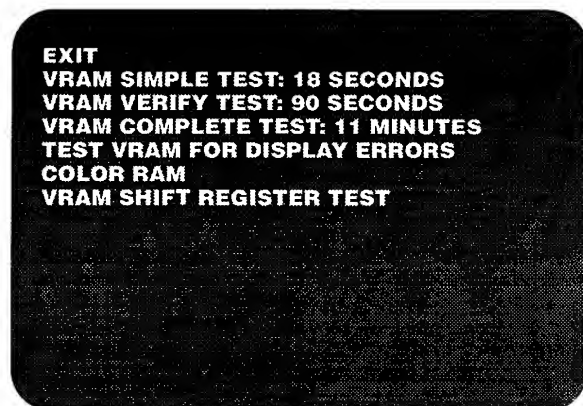 EXIT
VRAM SIMPLE TEST: 18 SECONDS
VRAM VERIFY TEST: 90 SECONDS
VRAM COMPLETE TEST: 11 MINUTES
TEST VRAM FOR DISPLAY ERRORS
COLOR RAM
VRAM SHIFT REGISTER TEST